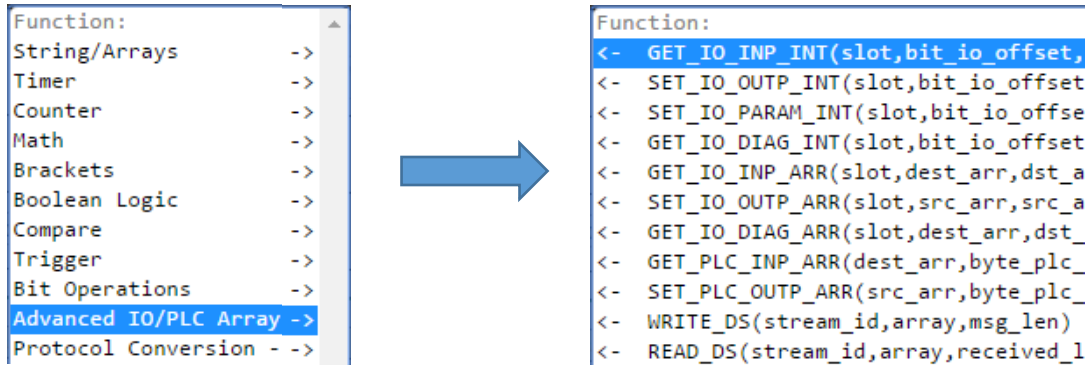 Function:
String/Arrays ->
Timer ->
Counter ->
Math ->
Brackets ->
Boolean Logic ->
Compare ->
Trigger ->
Bit Operations ->
Advanced IO/PLC Array ->
Protocol Conversion - ->
Function:
<- GET_IO_INP_INT(slot,bit_io_offset,
<- SET_IO_OUTP_INT(slot,bit_io_offset
<- SET_IO_PARAM_INT(slot,bit_io_offse
<- GET_IO_DIAG_INT(slot,bit_io_offset
<- GET_IO_INP_ARR(slot,dest_arr,dst_a
<- SET_IO_OUTP_ARR(slot,src_arr,src_a
<- GET_IO_DIAG_ARR(slot,dest_arr,dst_
<- GET_PLC_INP_ARR(dest_arr,byte_plc_
<- SET_PLC_OUTP_ARR(src_arr,byte_plc_
<- WRITE_DS(stream_id,array,msg_len)
<- READ_DS(stream_id,array,received_l